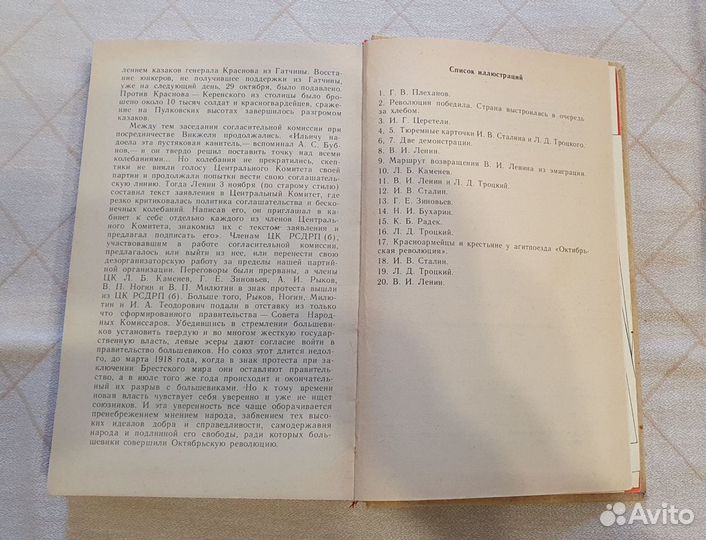 лением казаков генерала Краснова из Гатчины. Восста-
ние юнкеров, не получившее поддержки из Гатчины,
уже на следующий день, 29 октября, было подавлено.
Против Краснова — Керенского из столицы было бро-
шено около 10 тысяч солдат и красногвардейцев, сраже-
ние на Пулковских высотах завершилось разгромом
казаков.
Между тем заседания согласительной комиссии при
посредничестве Викжеля продолжались. «Ильичу на-
доела эта пустяковая канитель,— вспоминал А. С. Буб-
нов,— и он твердо решил поставить точку над всеми
колебаниями... Но колебания не прекратились, скеп-
тики не вняли голосу Центрального Комитета своей
партии и продолжали попытки вести свою соглашатель-
скую линию. Тогда Ленин 3 ноября (по старому стилю)
составил текст заявления в Центральный Комитет, где
резко критиковалась политика соглашательства и беско-
нечных колебаний. Написав его, он приглашал в ка-
бинет к себе отдельно каждого из членов Централь-
ного Комитета, знакомил их с текстом заявления и
предлагал подписать его». Членам ЦК РСДРП (б),
участвовавшим в работе согласительной комиссии,
предлагалось или выйти из нее, или перенести свою
дезорганизаторскую работу за пределы нашей партий-
ной организации. Переговоры были прерваны, а члены
ЦК Л. Б. Каменев, Г. Е. Зиновьев, А. И. Рыков,
В. П. Ногин и В. П. Милютин в знак протеста вышли
из ЦК РСДРП (б). Больше того, Рыков, Ногин, Милю-
тин и И. А. Теодорович подали в отставку из только
что сформированного правительства — Совета Народ-
ных Комиссаров. Убедившись в стремлении большеви-
ков установить твердую и во многом жесткую государ-
ственную власть, левые эсеры дают согласие войти в
правительство большевиков. Но союз этот длится недол-
го, до марта 1918 года, когда в знак протеста при за-
ключении Брестского мира они оставляют правительст-
во, а в июле того же года происходит и окончатель-
ный их разрыв с большевиками. Но к тому времени
новая власть чувствует себя уверенно и уже не ищет
союзников. И эта уверенность все чаще оборачивается
пренебрежением мнением народа, забвением тех высо-
ких идеалов добра и справедливости, самодержавия
народа и подлинной его свободы, ради которых боль-
шевики совершили Октябрьскую революцию.
Список иллюстраций
1. Г. В. Плеханов.
2. Революция победила. Страна выстроилась в очередь
за хлебом.
3. И. Г. Церетели.
4, 5. Тюремные карточки И. В. Сталина и Л. Д. Троцкого.
6, 7. Две демонстрации.
8. В. И. Ленин.
9. Маршрут возвращения В. И. Ленина из эмиграции.
10. Л. Б. Каменев.
11. В. И. Ленин и Л. Д. Троцкий.
12. И. В. Сталин.
13. Г. Е. Зиновьев.
14. Н. И. Бухарин.
15. К. Б. Радек.
16. Л. Д. Троцкий.
17. Красноармейцы и крестьяне у агитпоезда «Октябрь-
ская революция».
18. И. В. Сталин.
19. Л. Д. Троцкий.
20. В. И. Ленин.
Avito